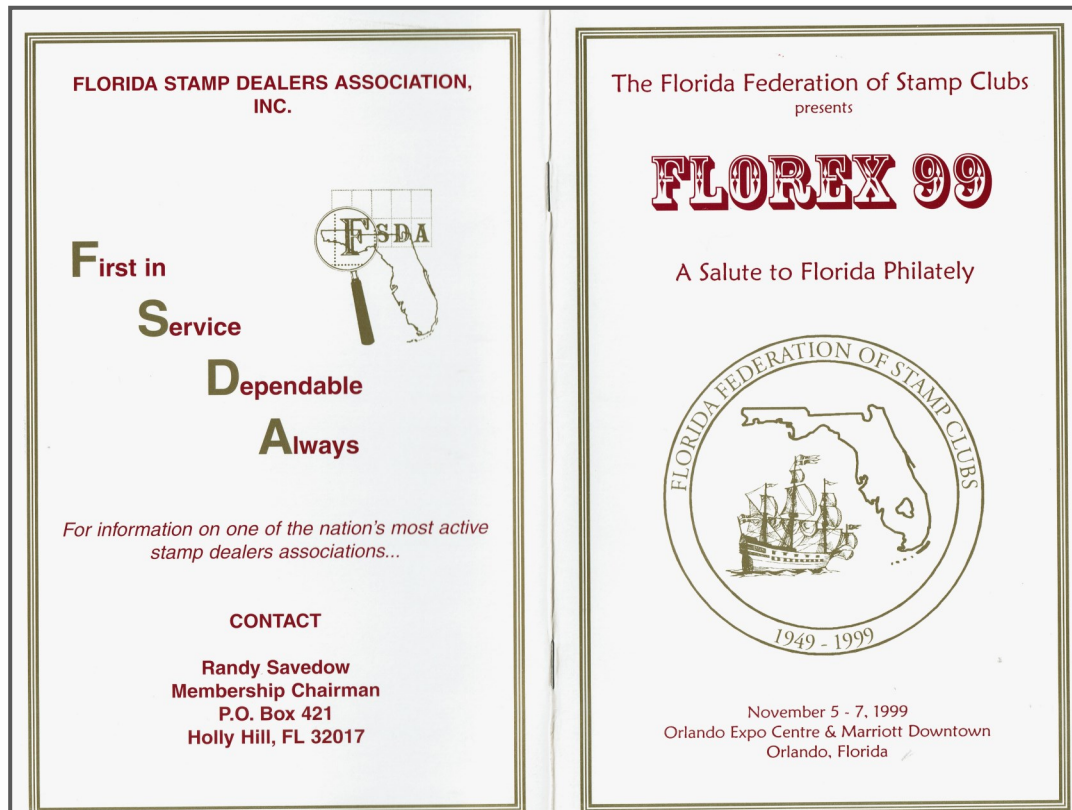 FLORIDA STAMP DEALERS ASSOCIATION,
INC.
F SDA
First in
Service
Dependable
Always
For information on one of the nation's most active
stamp dealers associations...
CONTACT
Randy Savedow
Membership Chairman
P.O. Box 421
Holly Hill, FL 32017
The Florida Federation of Stamp Clubs
presents
FLOREX 99
A Salute to Florida Philately
FLORIDA FEDERATION OF STAMP CLUBS
1949 - 1999
November 5 - 7, 1999
Orlando Expo Centre & Marriott Downtown
Orlando, Florida